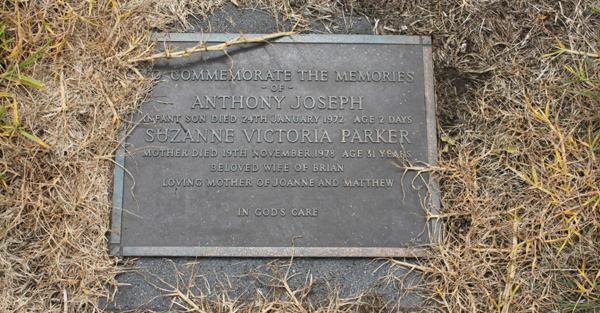 TO COMMEMORATE THE MEMORIES
- OF -
ANTHONY JOSEPH
INFANT SON DIED 24TH JANUARY 1972 AGE 2 DAYS
SUZANNE VICTORIA PARKER
MOTHER DIED 19TH NOVEMBER 1978 AGE 31 YEARS
BELOVED WIFE OF BRIAN
LOVING MOTHER OF JOANNE AND MATTHEW
IN GOD'S CARE